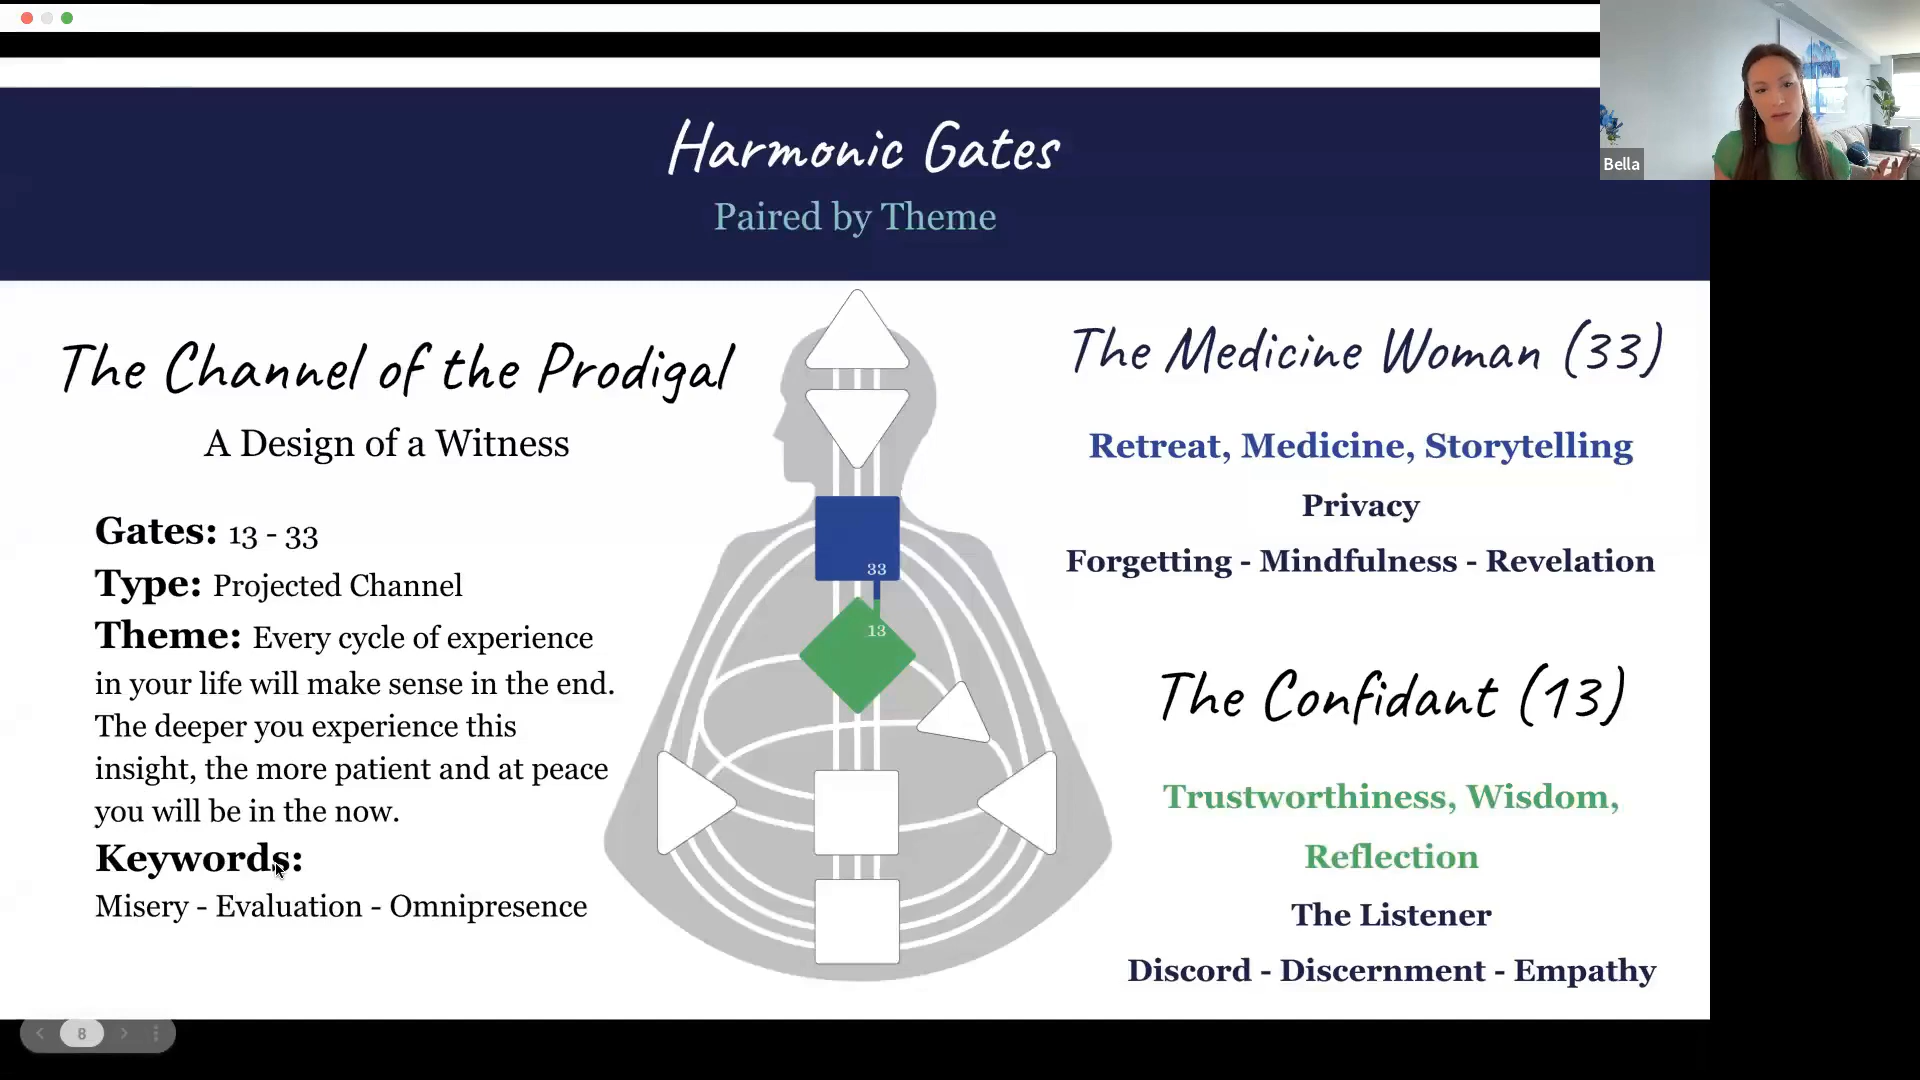 Harmonic Gates
Paired by Theme
Bella
The Channel of the Prodigal
A Design of a Witness
Gates: 13 - 33
Type: Projected Channel
Theme: Every cycle of experience
in your life will make sense in the end.
The deeper you experience this
insight, the more patient and at peace
you will be in the now.
Keywords:
Misery - Evaluation - Omnipresence
33
13
The Medicine Woman (33)
Retreat, Medicine, Storytelling
Privacy
Forgetting - Mindfulness - Revelation
The Confidant (13)
Trustworthiness, Wisdom,
Reflection
The Listener
Discord - Discernment - Empathy
8